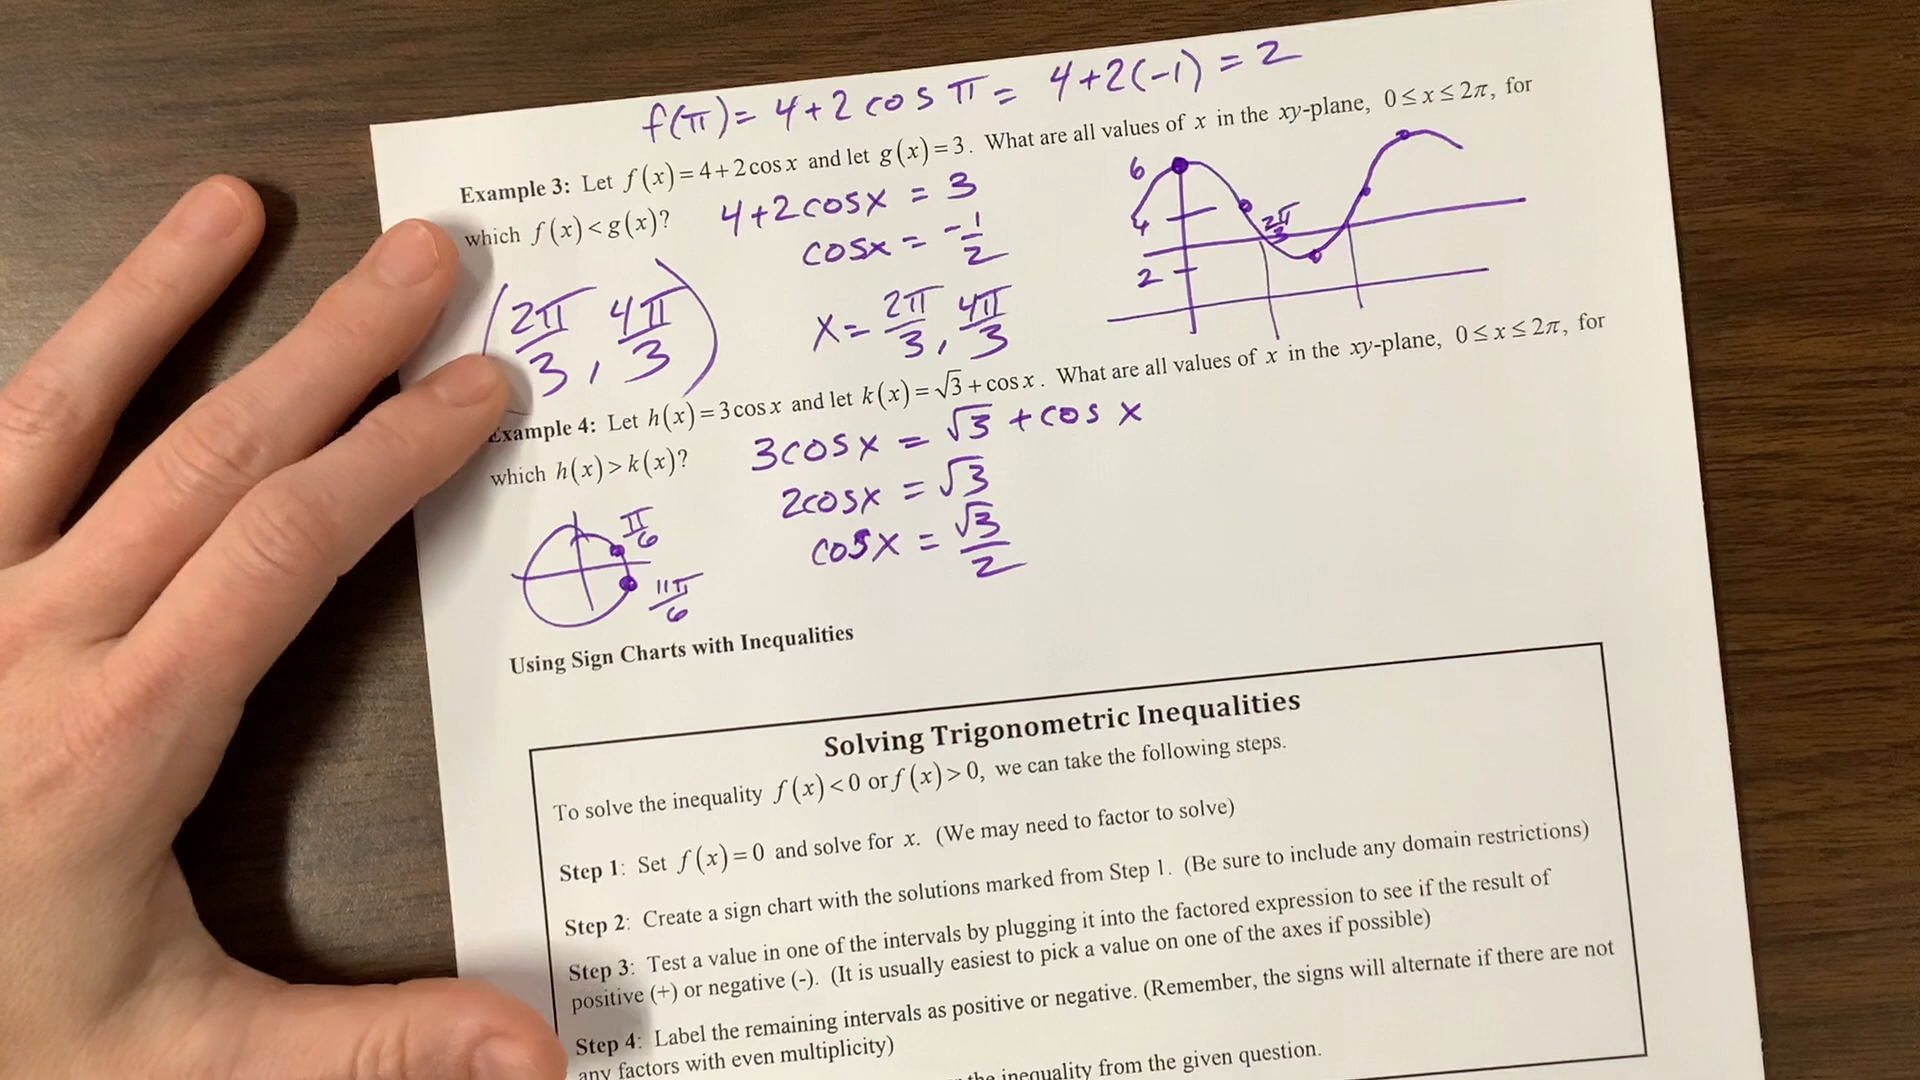 f(π) = 4 + 2 cos π = 4 + 2(-1) = 2
Example 3: Let f(x) = 4 + 2 cos x and let g(x) = 3. What are all values of x in the xy-plane, 0 ≤ x ≤ 2π, for
which f(x) < g(x)?
4 + 2cosx = 3
cosx = -1/2
x = 2π/3, 4π/3
(2π/3, 4π/3)
6
4
2
2π/3
Example 4: Let h(x) = 3 cos x and let k(x) = √3 + cos x. What are all values of x in the xy-plane, 0 ≤ x ≤ 2π, for
which h(x) > k(x)?
3cosx = √3 + cos x
2cosx = √3
cosx = √3/2
π/6
11π/6
Using Sign Charts with Inequalities
Solving Trigonometric Inequalities
To solve the inequality f(x) < 0 or f(x) > 0, we can take the following steps.
Step 1: Set f(x) = 0 and solve for x. (We may need to factor to solve)
Step 2: Create a sign chart with the solutions marked from Step 1. (Be sure to include any domain restrictions)
Step 3: Test a value in one of the intervals by plugging it into the factored expression to see if the result of
positive (+) or negative (-). (It is usually easiest to pick a value on one of the axes if possible)
Step 4: Label the remaining intervals as positive or negative. (Remember, the signs will alternate if there are not
any factors with even multiplicity)
the inequality from the given question.